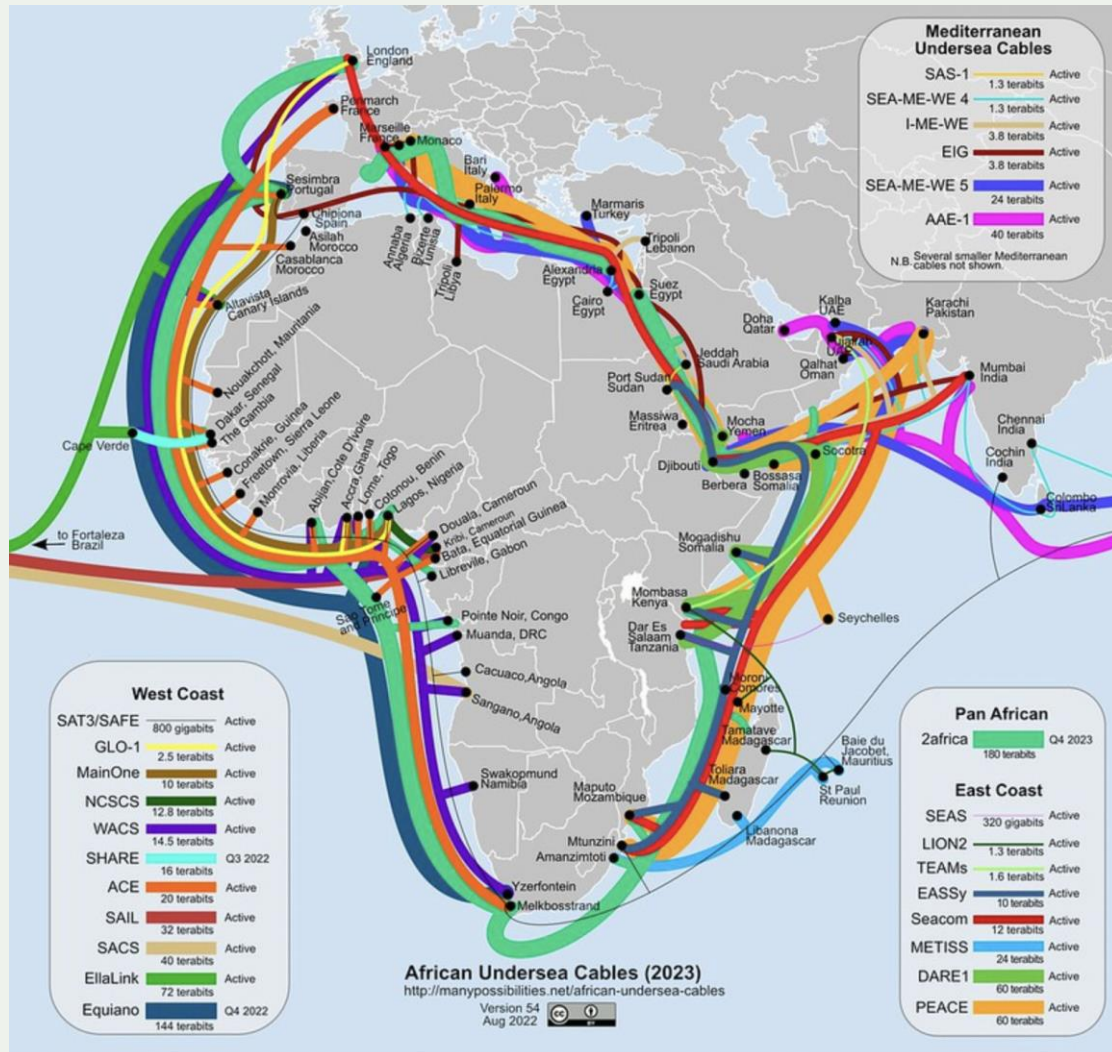 London
England
Penmarch
France
Marseille
France
Monaco
Bari
Italy
Palermo
Italy
Marmaris
Turkey
Tripoli
Lebanon
Sesimbra
Portugal
Chipiona
Spain
Asilah
Morocco
Casablanca
Morocco
Annaba
Algeria
Bizerte
Tunisia
Tripoli
Libya
Alexandria
Egypt
Cairo
Egypt
Suez
Egypt
Altavista
Canary Islands
Nouakchott, Mauntania
Dakar, Senegal
The Gambia
Cape Verde
Conakrie, Guinea
Freetown, Sierra Leone
Monrovia, Liberia
Abijan,Cote D'Ivoire
Accra,Ghana
Lome, Togo
Cotonou, Benin
Lagos, Nigeria
Douala, Cameroun
Kribi, Cameroun
Bata, Equatorial Guinea
Libreville, Gabon
Sao Tome
and Principe
Pointe Noir, Congo
Muanda, DRC
Cacuaco,Angola
Sangano,Angola
Swakopmund
Namibia
Yzerfontein
Melkbosstrand
to Fortaleza
Brazil
Doha
Qatar
Kalba
UAE
UAE
Qalhat
Oman
Karachi
Pakistan
Jeddah
Saudi Arabia
Port Sudan
Sudan
Massiwa
Eritrea
Mocha
Yemen
Djibouti
Berbera
Bossasa
Somalia
Socotra
Mumbai
India
Chennai
India
Cochin
India
Colombo
Sri Lanka
Mogadishu
Somalia
Mombasa
Kenya
Dar Es
Salaam
Tanzania
Seychelles
Moroni
Comores
Mayotte
Tamatave
Madagascar
Baie du
Jacobet,
Mauritius
St Paul
Reunion
Toliara
Madagascar
Libanona
Madagascar
Maputo
Mozambique
Mtunzini
Amanzimtoti
Mediterranean
Undersea Cables
SAS-1 Active
1.3 terabits
SEA-ME-WE 4 Active
1.3 terabits
I-ME-WE Active
3.8 terabits
EIG Active
3.8 terabits
SEA-ME-WE 5 Active
24 terabits
AAE-1 Active
40 terabits
N.B. Several smaller Mediterranean
cables not shown.
West Coast
SAT3/SAFE Active
800 gigabits
GLO-1 Active
2.5 terabits
MainOne Active
10 terabits
NCSCS Active
12.8 terabits
WACS Active
14.5 terabits
SHARE Q3 2022
16 terabits
ACE Active
20 terabits
SAIL Active
32 terabits
SACS Active
40 terabits
EllaLink Active
72 terabits
Equiano Q4 2022
144 terabits
Pan African
2africa Q4 2023
180 terabits
East Coast
SEAS Active
320 gigabits
LION2 Active
1.3 terabits
TEAMs Active
1.6 terabits
EASSy Active
10 terabits
Seacom Active
12 terabits
METISS Active
24 terabits
DARE1 Active
60 terabits
PEACE Active
60 terabits
African Undersea Cables (2023)
http://manypossibilities.net/african-undersea-cables
Version 54
Aug 2022
cc
BY